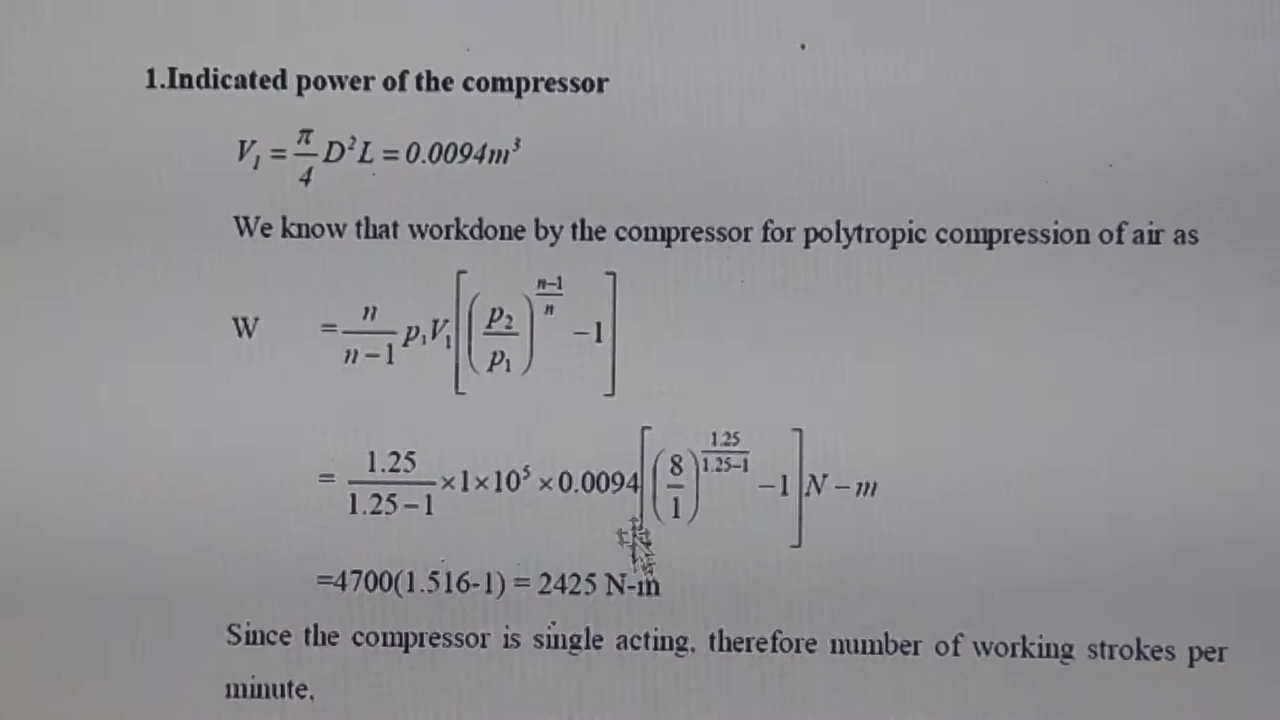 1.Indicated power of the compressor
V₁ = π/4 D²L = 0.0094m³
We know that workdone by the compressor for polytropic compression of air as
W = n/(n−1) p₁V₁[(p₂/p₁)^((n−1)/n) −1]
= 1.25/(1.25−1) ×1×10⁵ ×0.0094[(8/1)^(1.25/(1.25−1)) −1] N−m
=4700(1.516-1) = 2425 N-m
Since the compressor is single acting, therefore number of working strokes per
minute,